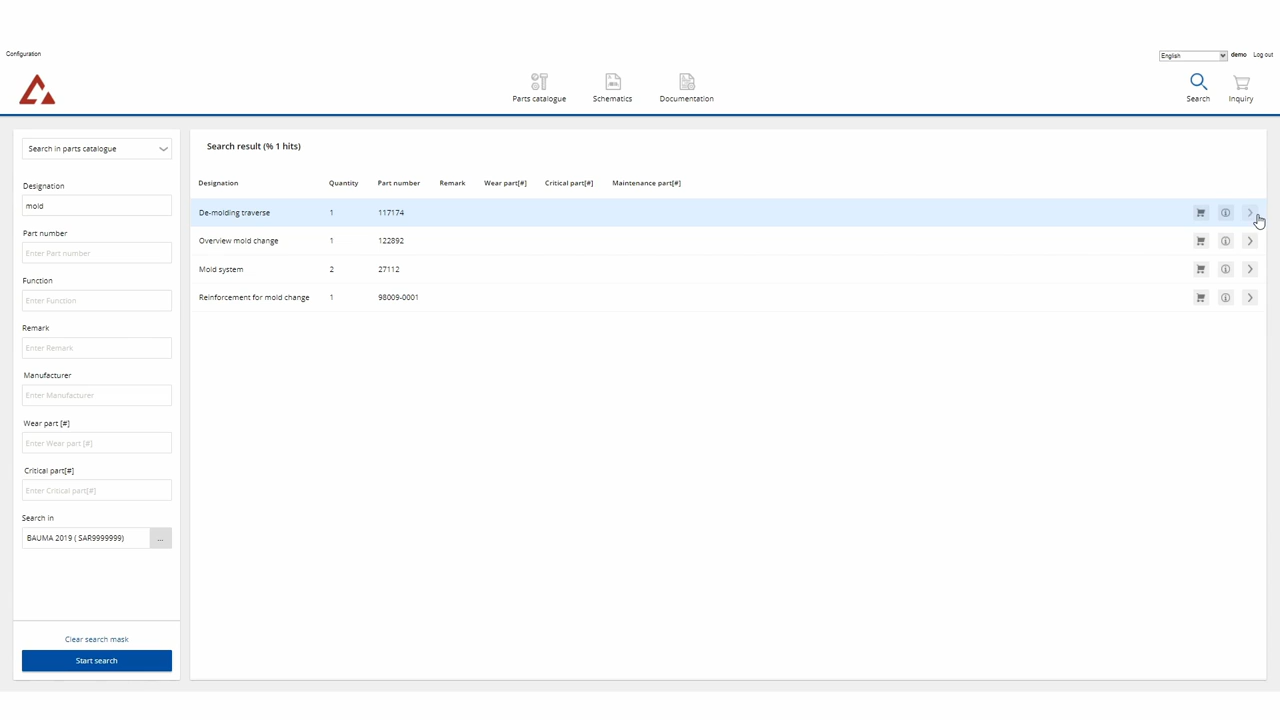 Configuration
English demo Log out
Parts catalogue Schematics Documentation Search Inquiry
Search in parts catalogue
Designation
mold
Part number
Enter Part number
Function
Enter Function
Remark
Enter Remark
Manufacturer
Enter Manufacturer
Wear part [#]
Enter Wear part [#]
Critical part[#]
Enter Critical part[#]
Search in
BAUMA 2019 ( SAR9999999) ...
Clear search mask
Start search
Search result (% 1 hits)
Designation Quantity Part number Remark Wear part[#] Critical part[#] Maintenance part[#]
De-molding traverse 1 117174
Overview mold change 1 122892
Mold system 2 27112
Reinforcement for mold change 1 98009-0001